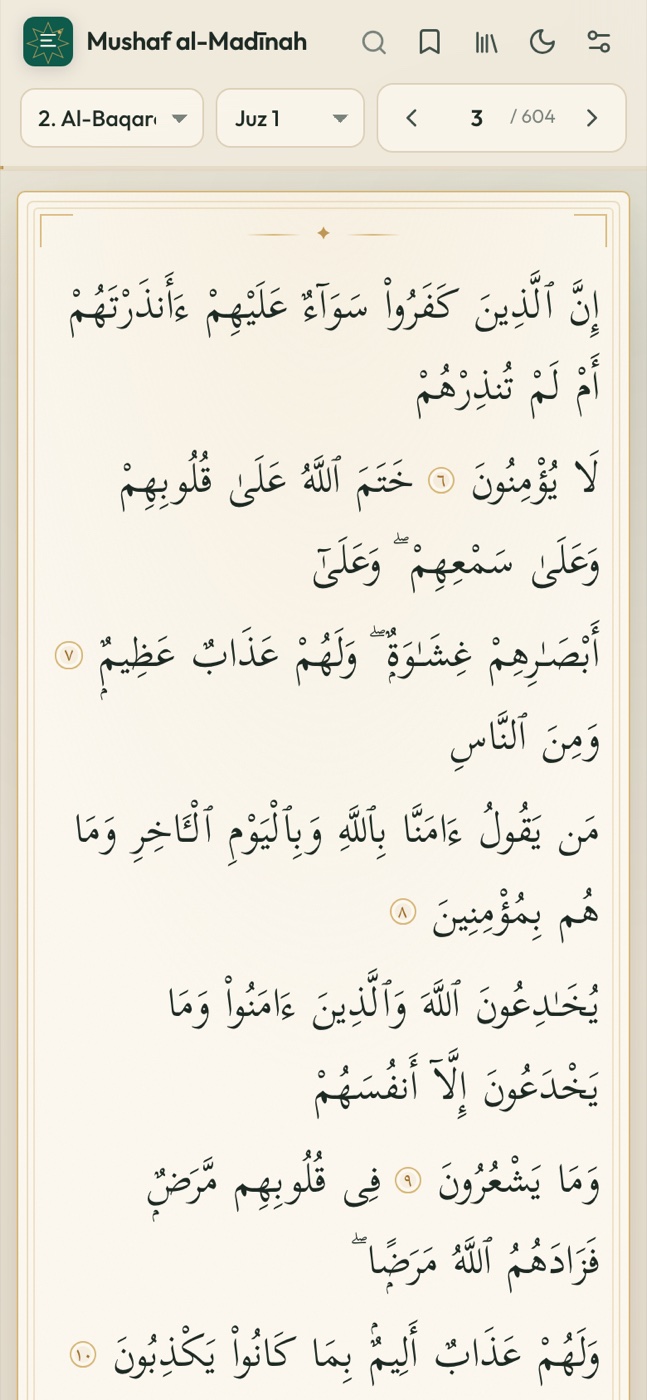 Mushaf al-Madīnah
2. Al-Baqar
Juz 1
3 / 604
إِنَّ ٱلَّذِينَ كَفَرُوا۟ سَوَآءٌ عَلَيْهِمْ ءَأَنذَرْتَهُمْ
أَمْ لَمْ تُنذِرْهُمْ
لَا يُؤْمِنُونَ ٦ خَتَمَ ٱللَّهُ عَلَىٰ قُلُوبِهِمْ
وَعَلَىٰ سَمْعِهِمْ ۖ وَعَلَىٰٓ
أَبْصَـٰرِهِمْ غِشَـٰوَةٌۭ ۖ وَلَهُمْ عَذَابٌ عَظِيمٌۭ ٧
وَمِنَ ٱلنَّاسِ
مَن يَقُولُ ءَامَنَّا بِٱللَّهِ وَبِٱلْيَوْمِ ٱلْـَٔاخِرِ وَمَا
هُم بِمُؤْمِنِينَ ٨
يُخَـٰدِعُونَ ٱللَّهَ وَٱلَّذِينَ ءَامَنُوا۟ وَمَا
يَخْدَعُونَ إِلَّآ أَنفُسَهُمْ
وَمَا يَشْعُرُونَ ٩ فِى قُلُوبِهِم مَّرَضٌۭ
فَزَادَهُمُ ٱللَّهُ مَرَضًۭا ۖ
وَلَهُمْ عَذَابٌ أَلِيمٌۢ بِمَا كَانُوا۟ يَكْذِبُونَ ١٠